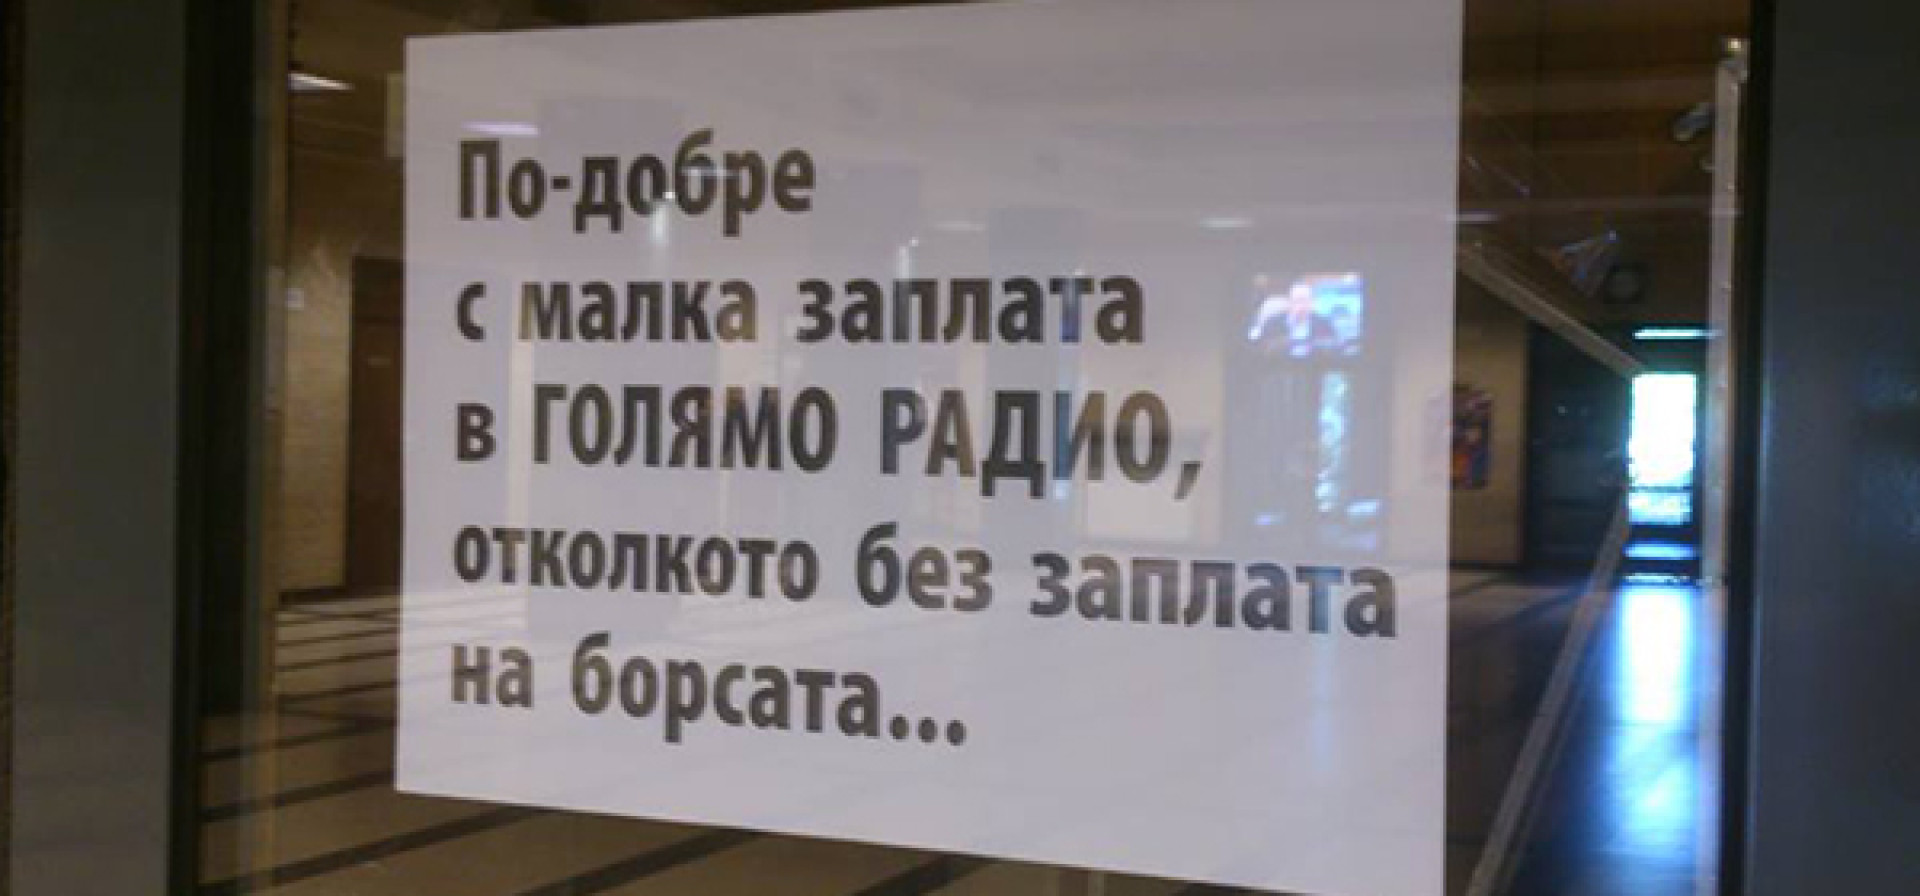 По-добре
с малка заплата
в ГОЛЯМО РАДИО,
отколкото без заплата
на борсата...